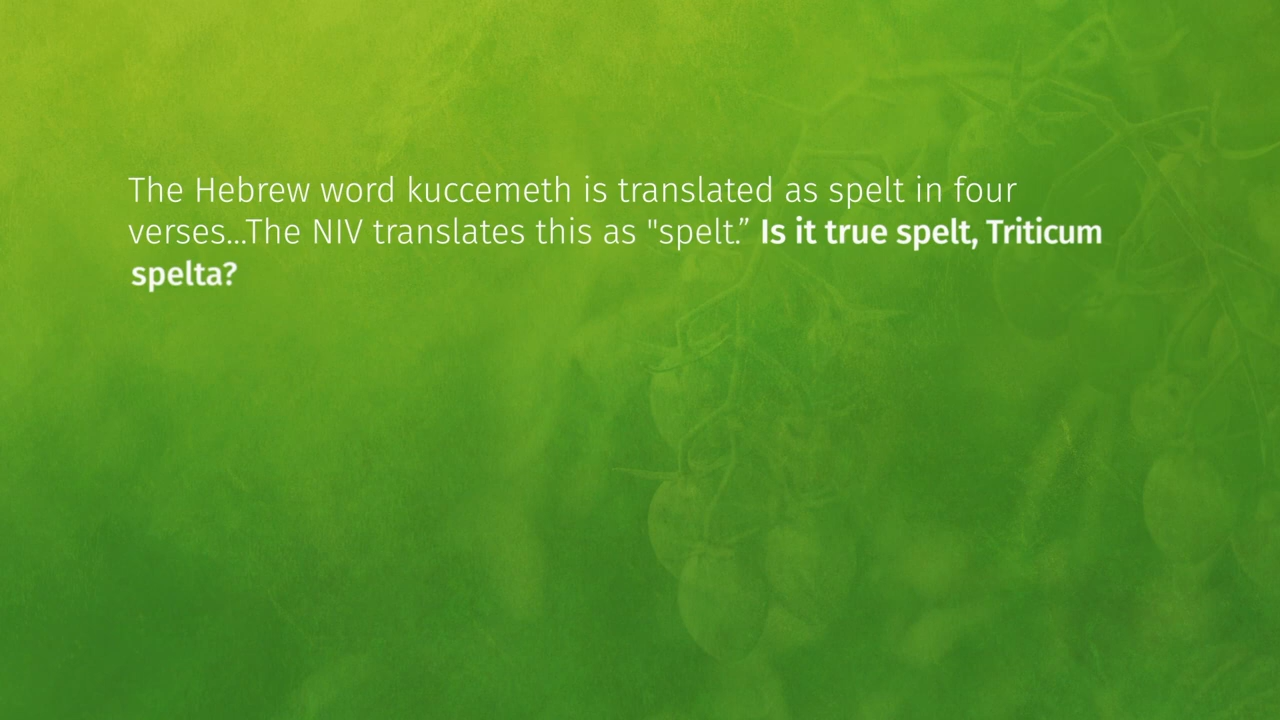 The Hebrew word kuccemeth is translated as spelt in four
verses...The NIV translates this as "spelt.” Is it true spelt, Triticum
spelta?